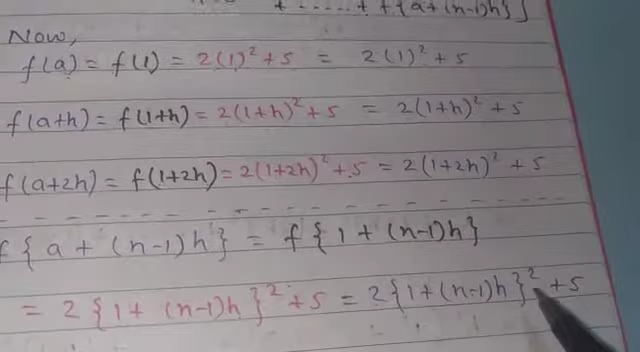 + ..... + f{a+(n-1)h}]
Now,
f(a) = f(1) = 2(1)² + 5 = 2(1)² + 5
f(a+h) = f(1+h) = 2(1+h)² + 5 = 2(1+h)² + 5
f(a+2h) = f(1+2h) = 2(1+2h)² + 5 = 2(1+2h)² + 5
f{a + (n-1)h} = f{1 + (n-1)h}
= 2{1 + (n-1)h}² + 5 = 2{1+(n-1)h}² + 5